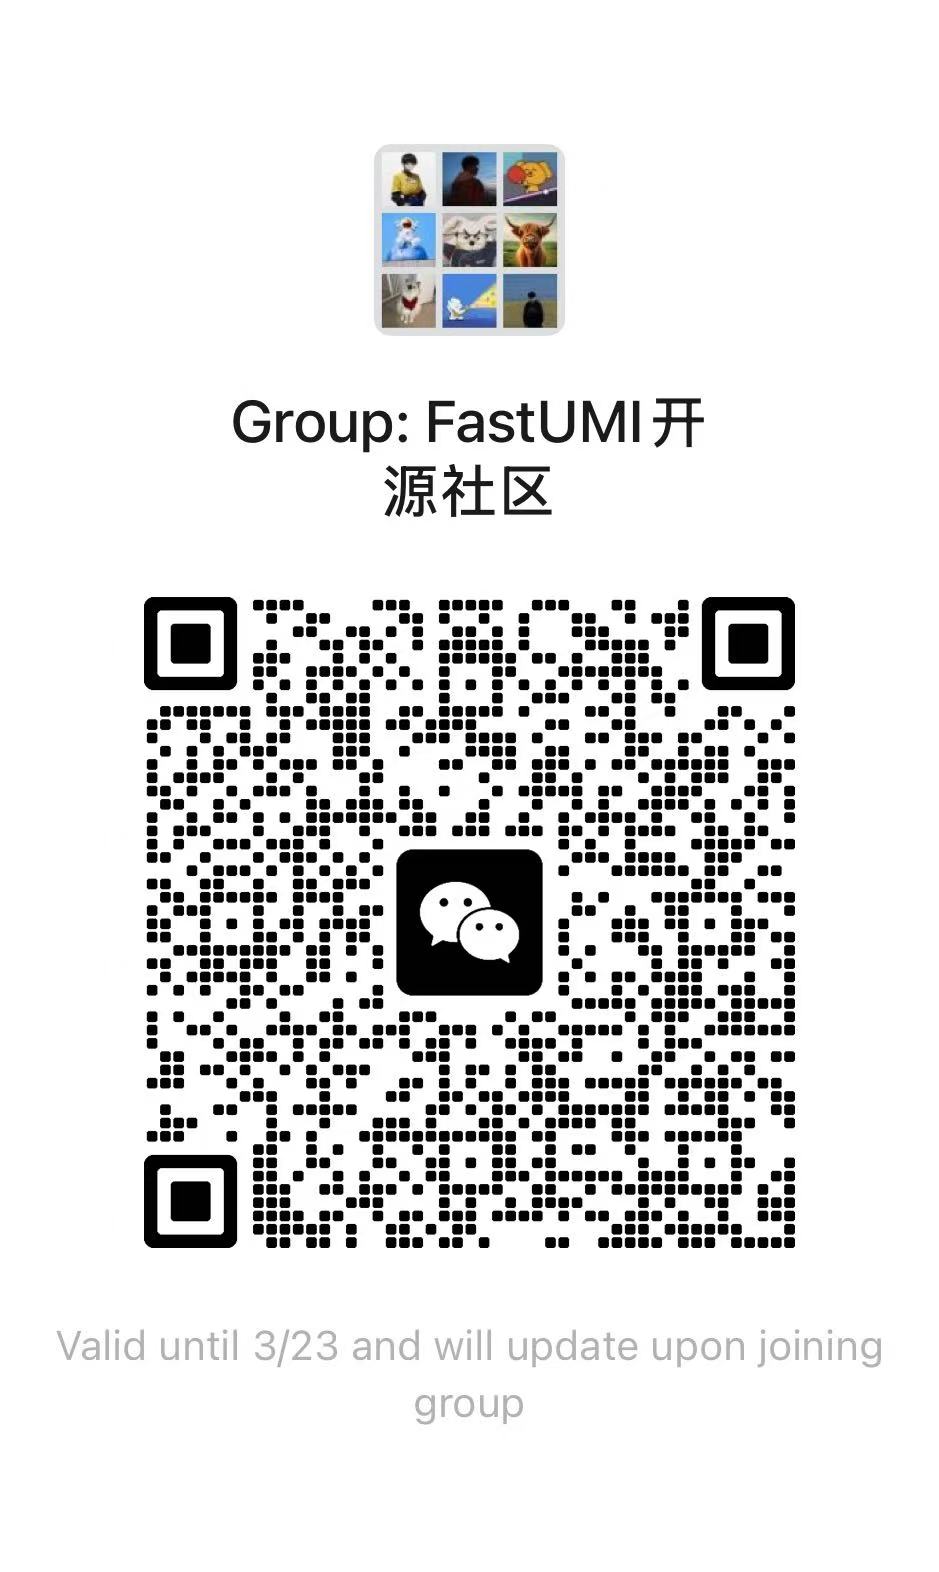 Group: FastUMI开
源社区
Valid until 3/23 and will update upon joining
group